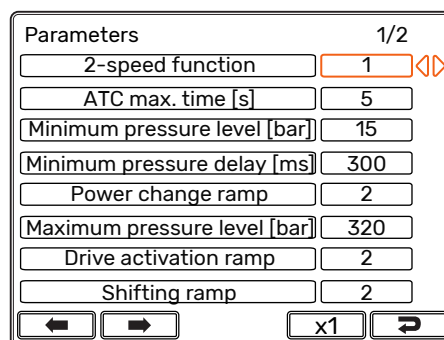 Parameters 1/2
2-speed function 1
ATC max. time [s] 5
Minimum pressure level [bar] 15
Minimum pressure delay [ms] 300
Power change ramp 2
Maximum pressure level [bar] 320
Drive activation ramp 2
Shifting ramp 2
x1